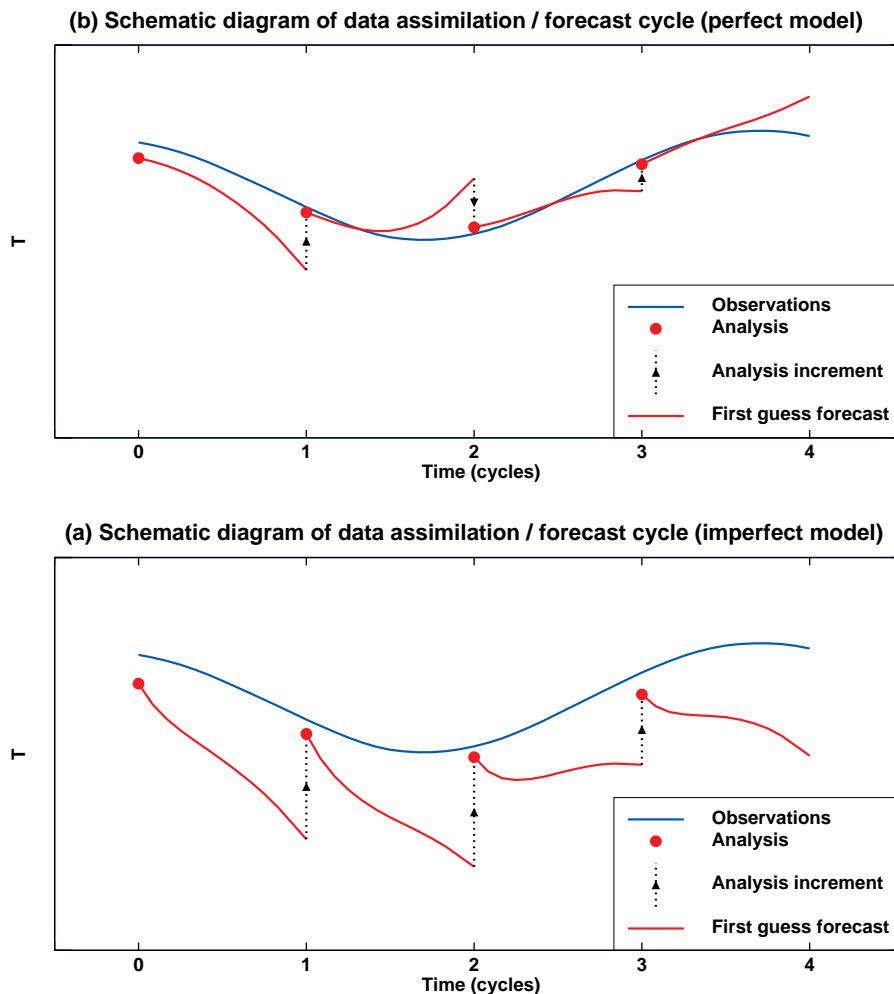 (b) Schematic diagram of data assimilation / forecast cycle (perfect model)
T
Observations
Analysis
Analysis increment
First guess forecast
0 1 2 3 4
Time (cycles)
(a) Schematic diagram of data assimilation / forecast cycle (imperfect model)
T
Observations
Analysis
Analysis increment
First guess forecast
0 1 2 3 4
Time (cycles)